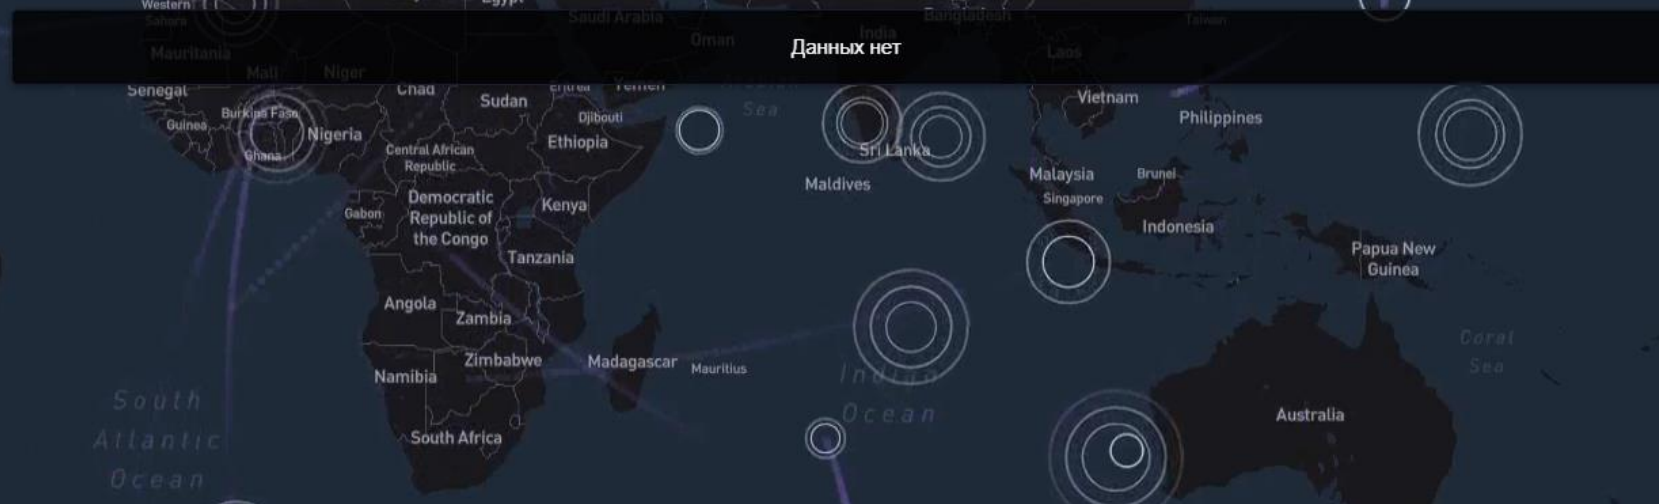 Western
Sahara
Egypt
Saudi Arabia
Bangladesh
Taiwan
Mauritania
Oman
India
Laos
Данных нет
Mali
Niger
Senegal
Chad
Sudan
Eritrea
Yemen
Arabian
Sea
Vietnam
Philippines
Guinea
Burkina Faso
Nigeria
Djibouti
Ghana
Central African
Republic
Ethiopia
Sri Lanka
Maldives
Malaysia
Brunei
Singapore
Gabon
Democratic
Republic of
the Congo
Kenya
Indonesia
Papua New
Guinea
Tanzania
Angola
Zambia
Zimbabwe
Madagascar
Mauritius
Namibia
Indian
Ocean
Coral
Sea
South
Atlantic
Ocean
South Africa
Australia